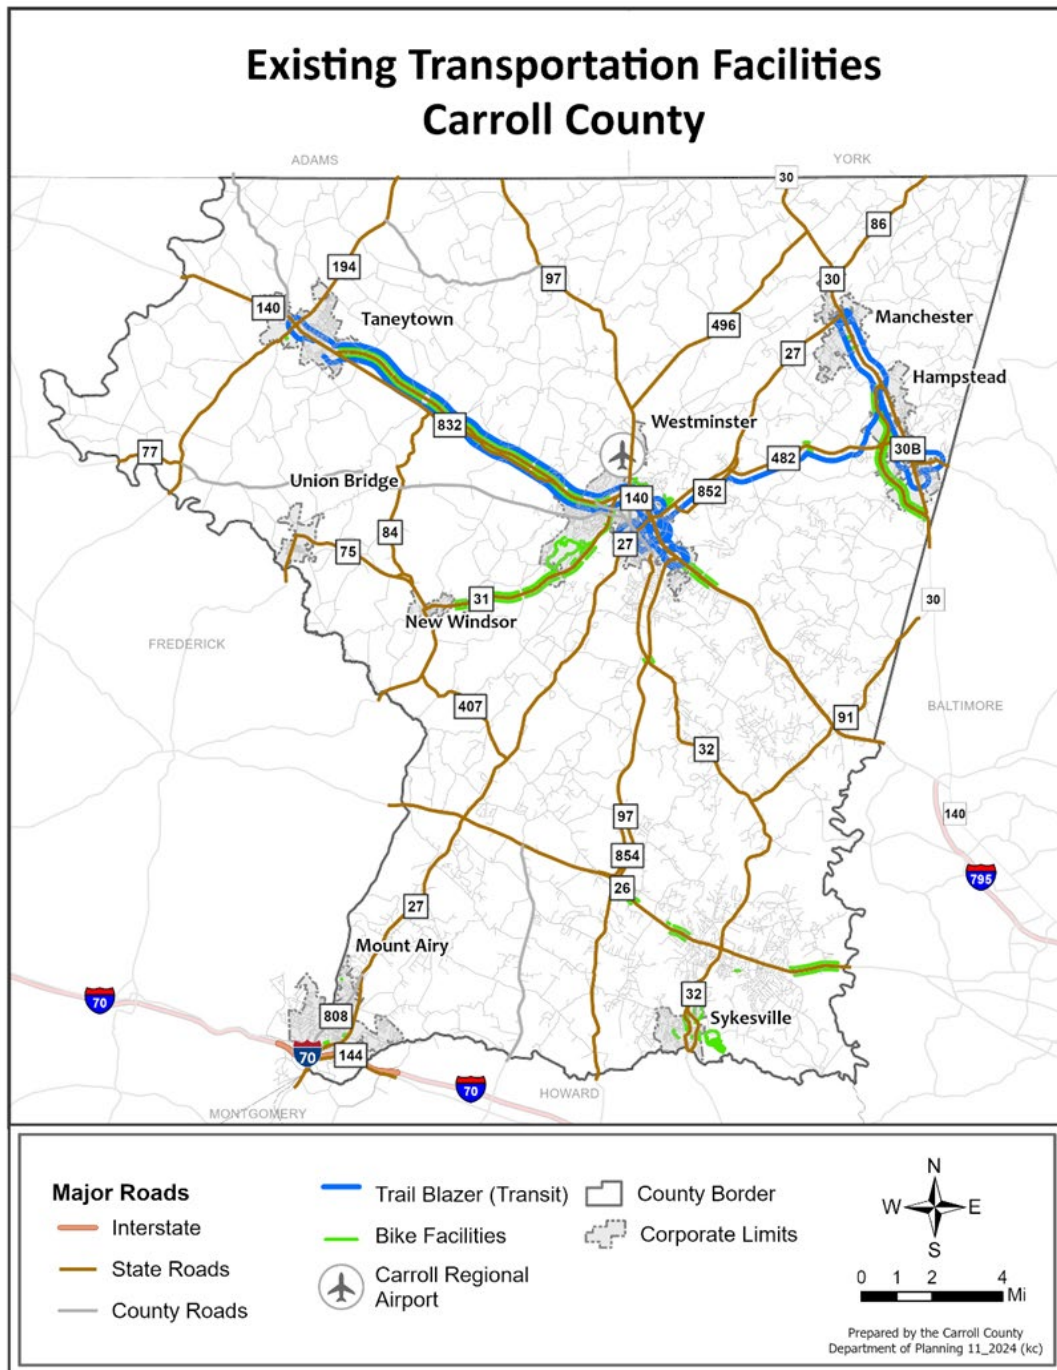 Existing Transportation Facilities
Carroll County
ADAMS
YORK
30
86
194
97
30
140
Taneytown
Manchester
496
27
Hampstead
832
Westminster
77
482
30B
Union Bridge
852
140
84
27
75
31
30
New Windsor
FREDERICK
407
BALTIMORE
91
32
97
140
854
795
26
27
Mount Airy
70
32
808
Sykesville
70
144
70
HOWARD
MONTGOMERY
Major Roads
Interstate
State Roads
County Roads
Trail Blazer (Transit)
Bike Facilities
Carroll Regional
Airport
County Border
Corporate Limits
N
W E
S
0 1 2 4
Mi
Prepared by the Carroll County
Department of Planning 11_2024 (kc)